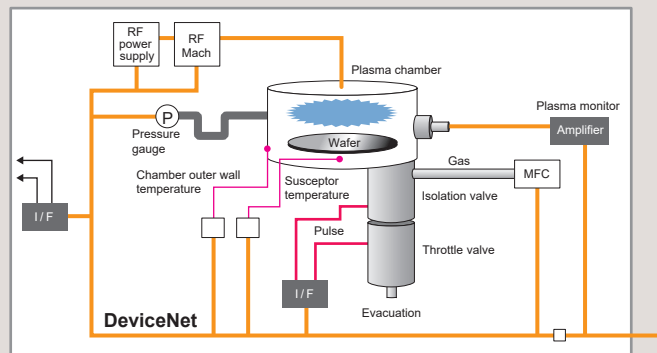 RF
power
supply
RF
Mach
Plasma chamber
P
Pressure
gauge
Wafer
Plasma monitor
Amplifier
Gas
MFC
Chamber outer wall
temperature
Susceptor
temperature
Isolation valve
I / F
Pulse
Throttle valve
I / F
Evacuation
DeviceNet